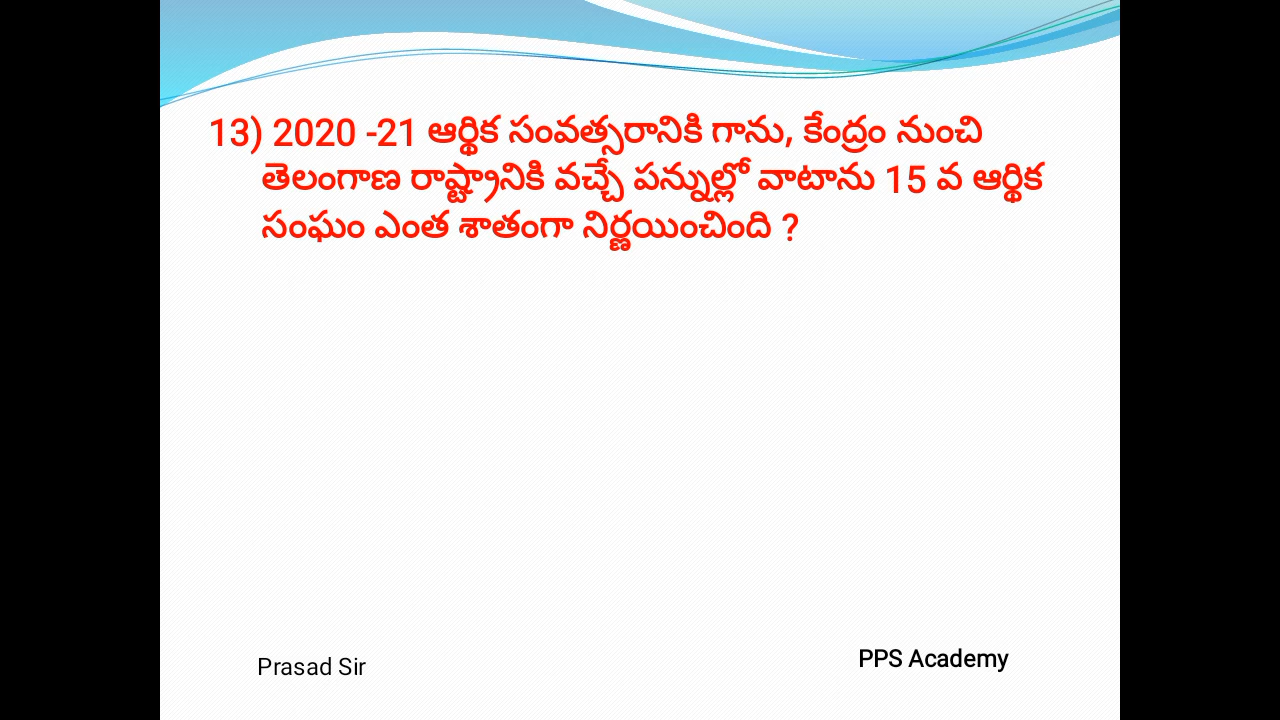 13) 2020 -21 ఆర్థిక సంవత్సరానికి గాను, కేంద్రం నుంచి
తెలంగాణ రాష్ట్రానికి వచ్చే పన్నుల్లో వాటాను 15 వ ఆర్థిక
సంఘం ఎంత శాతంగా నిర్ణయించింది ?
Prasad Sir
PPS Academy